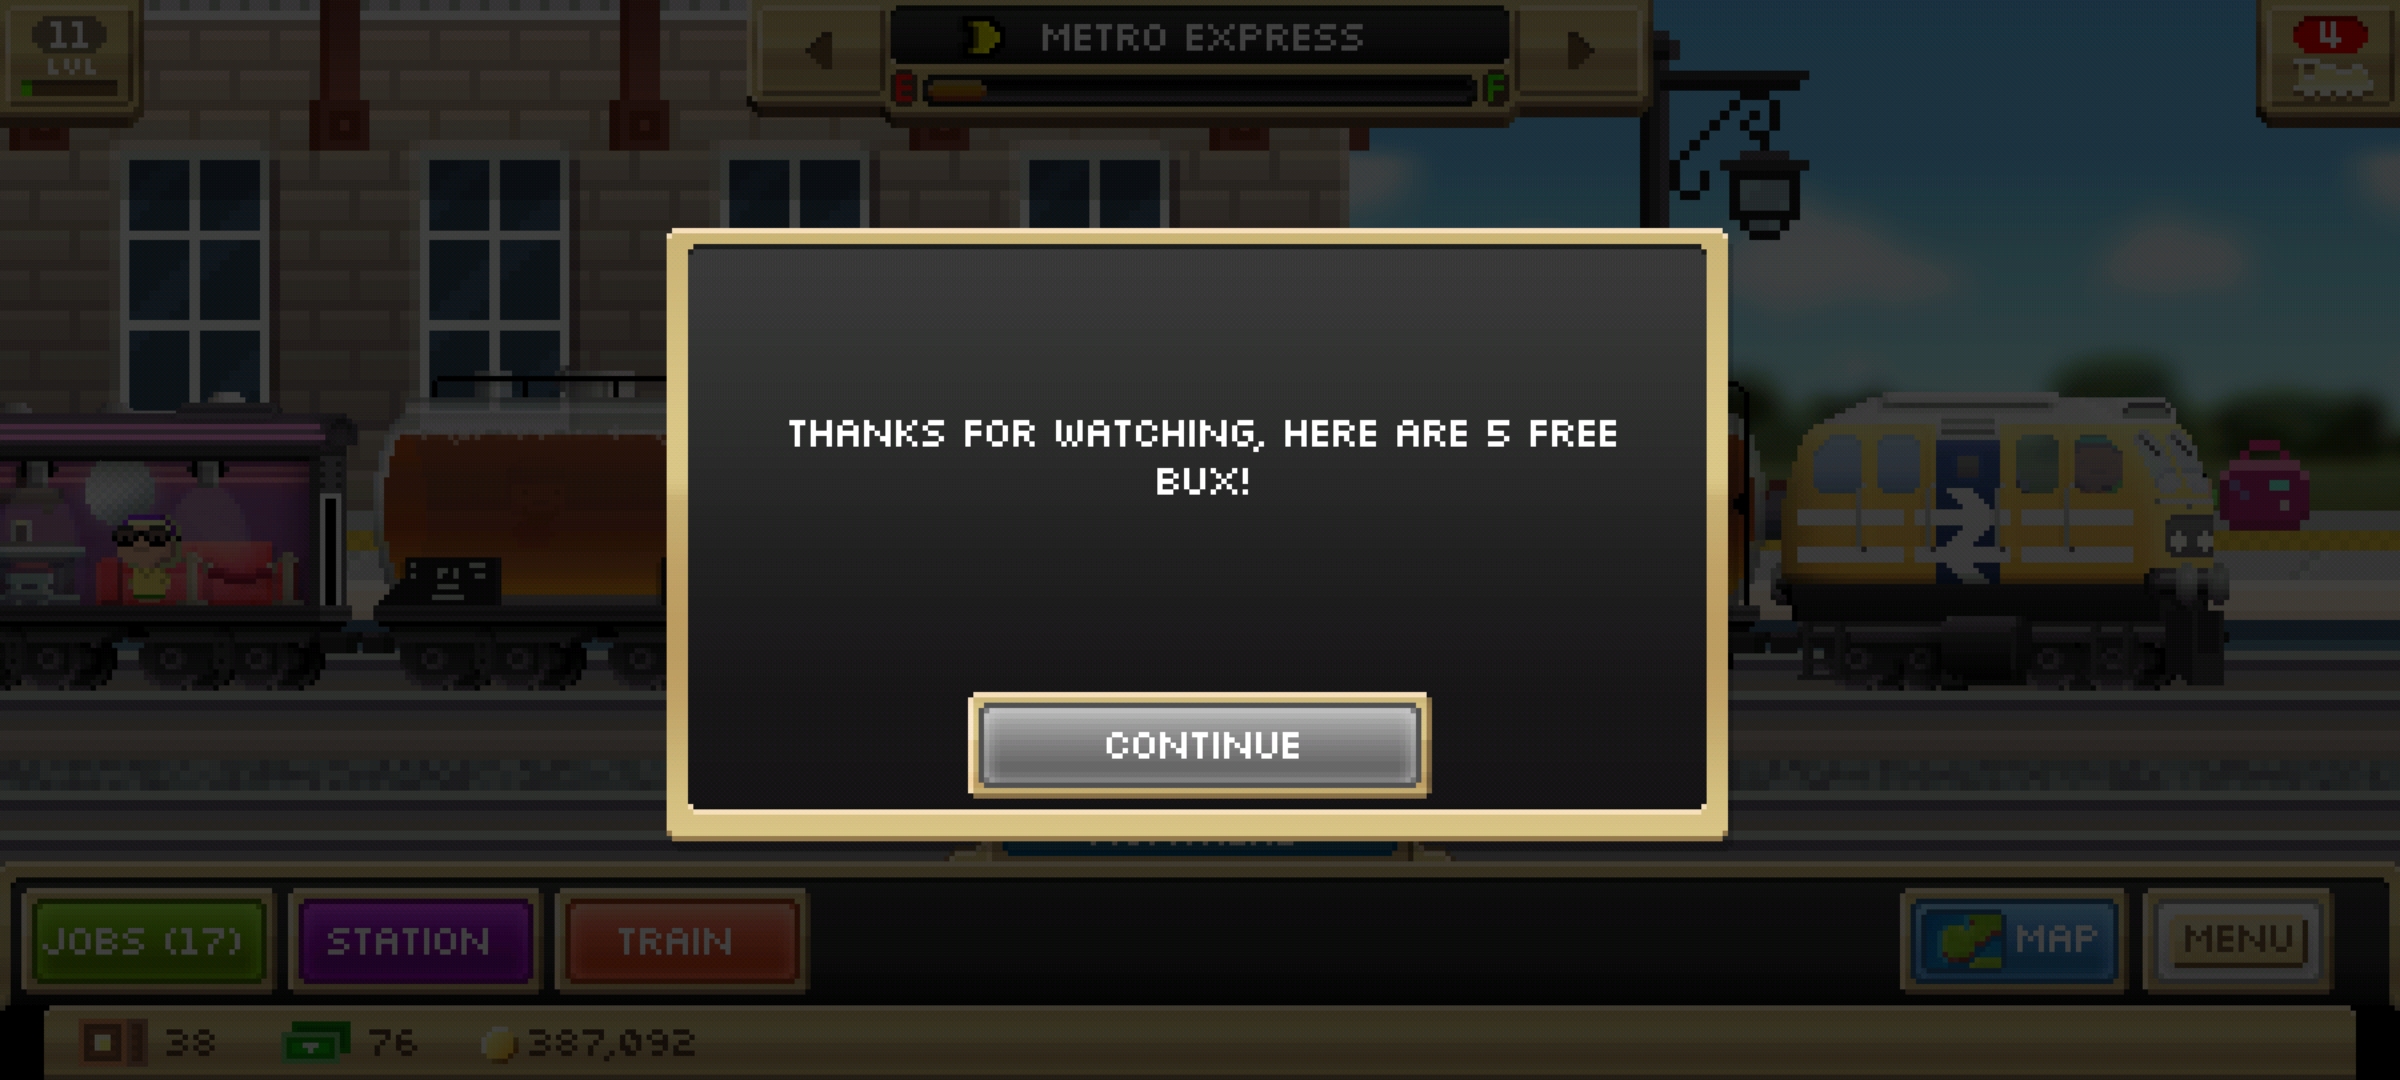 11
LVL
METRO EXPRESS
E F
4
THANKS FOR WATCHING, HERE ARE 5 FREE
BUX!
CONTINUE
JOBS (17)
STATION
TRAIN
MAP
MENU
38
76
387,092